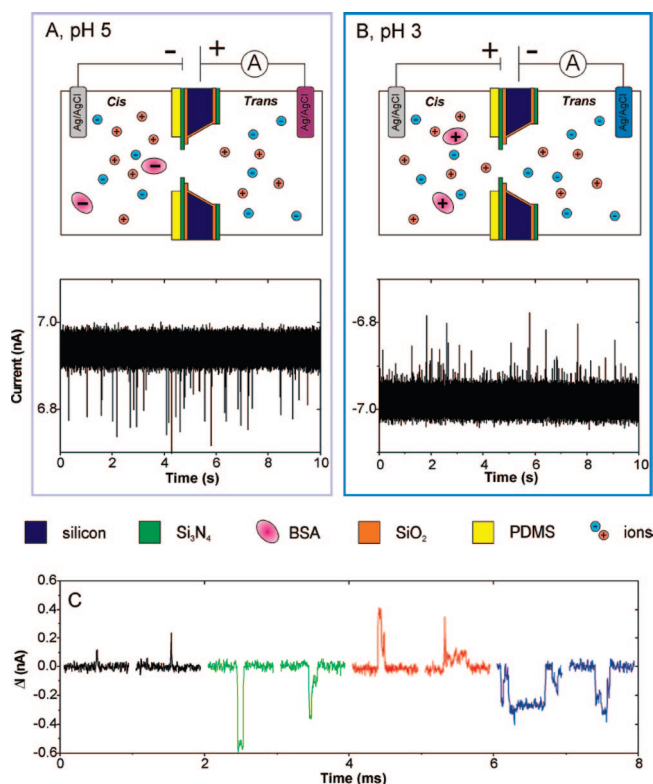 A, pH 5
− +
A
Ag/AgCl
Cis
Trans
Ag/AgCl
7.0
6.8
Current (nA)
0 2 4 6 8 10
Time (s)
B, pH 3
+ −
A
Ag/AgCl
Cis
Trans
Ag/AgCl
-6.8
-7.0
0 2 4 6 8 10
Time (s)
silicon
Si₃N₄
BSA
SiO₂
PDMS
ions
C
0.6
0.4
0.2
0.0
-0.2
-0.4
-0.6
ΔI (nA)
0 2 4 6 8
Time (ms)